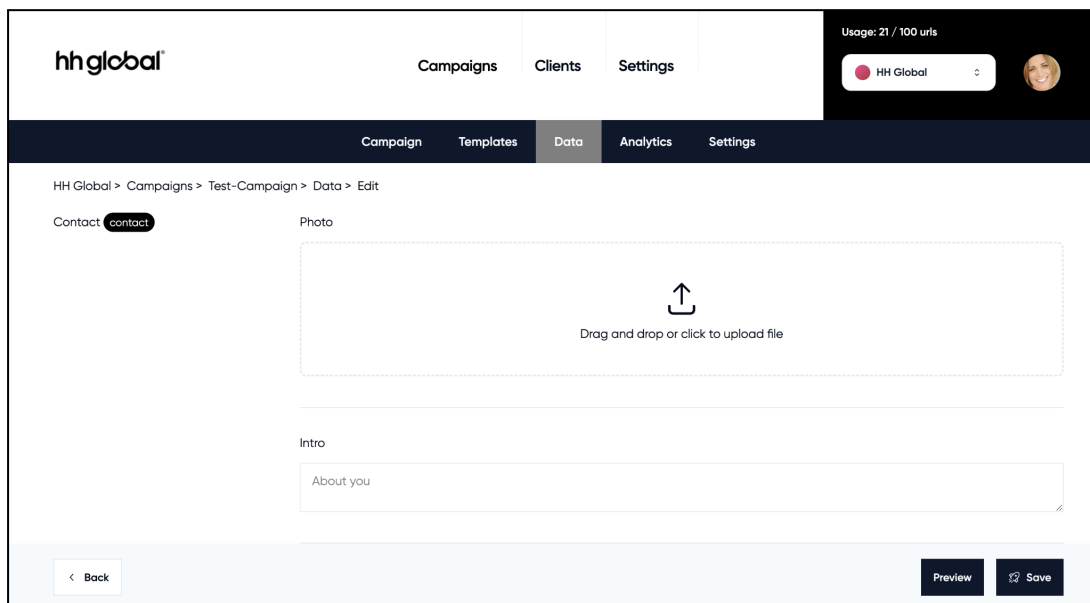 Usage: 21 / 100 urls
hhglobal
Campaigns Clients Settings
HH Global
Campaign Templates Data Analytics Settings
HH Global > Campaigns > Test-Campaign > Data > Edit
Contact contact
Photo
Drag and drop or click to upload file
Intro
About you
< Back
Preview
Save